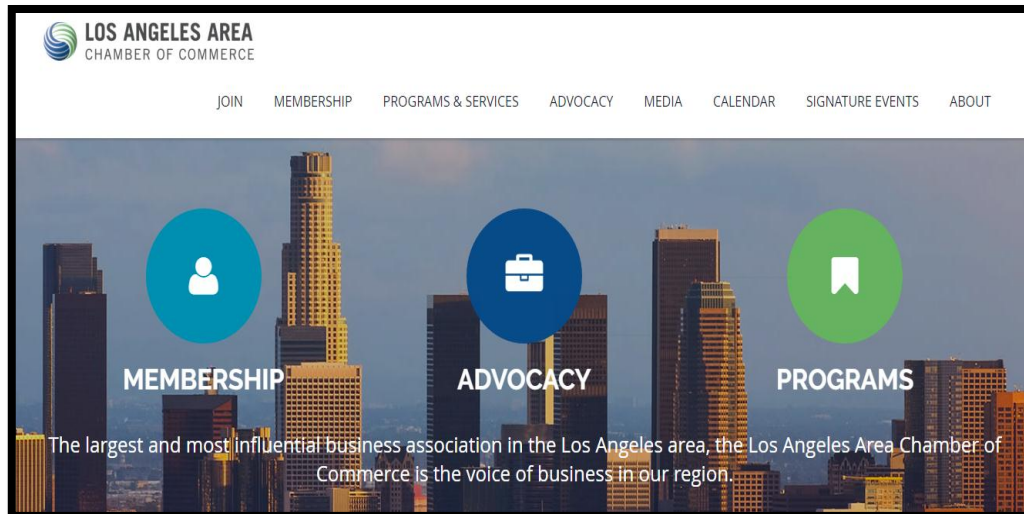 LOS ANGELES AREA
CHAMBER OF COMMERCE
JOIN MEMBERSHIP PROGRAMS & SERVICES ADVOCACY MEDIA CALENDAR SIGNATURE EVENTS ABOUT
MEMBERSHIP ADVOCACY PROGRAMS
The largest and most influential business association in the Los Angeles area, the Los Angeles Area Chamber of
Commerce is the voice of business in our region.